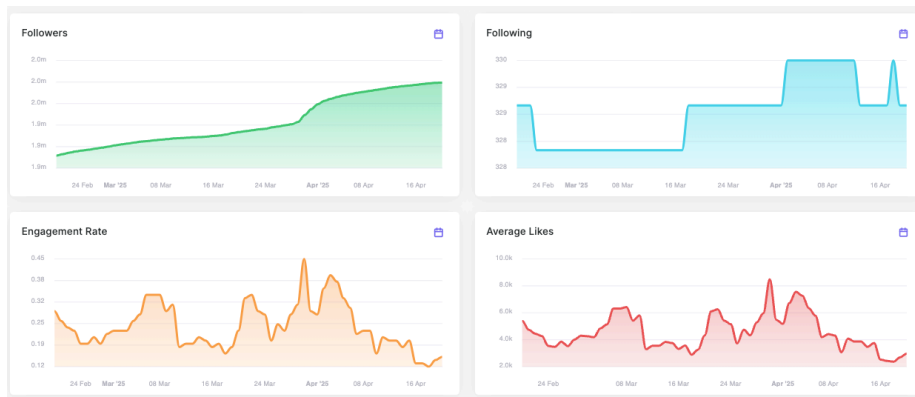 Followers
2.0m
2.0m
2.0m
1.9m
1.9m
1.9m
24 Feb Mar '25 08 Mar 16 Mar 24 Mar Apr '25 08 Apr 16 Apr
Following
330
329
329
328
328
24 Feb Mar '25 08 Mar 16 Mar 24 Mar Apr '25 08 Apr 16 Apr
Engagement Rate
0.45
0.38
0.32
0.25
0.19
0.12
24 Feb Mar '25 08 Mar 16 Mar 24 Mar Apr '25 08 Apr 16 Apr
Average Likes
10.0k
8.0k
6.0k
4.0k
2.0k
24 Feb 08 Mar 16 Mar 24 Mar Apr '25 08 Apr 16 Apr